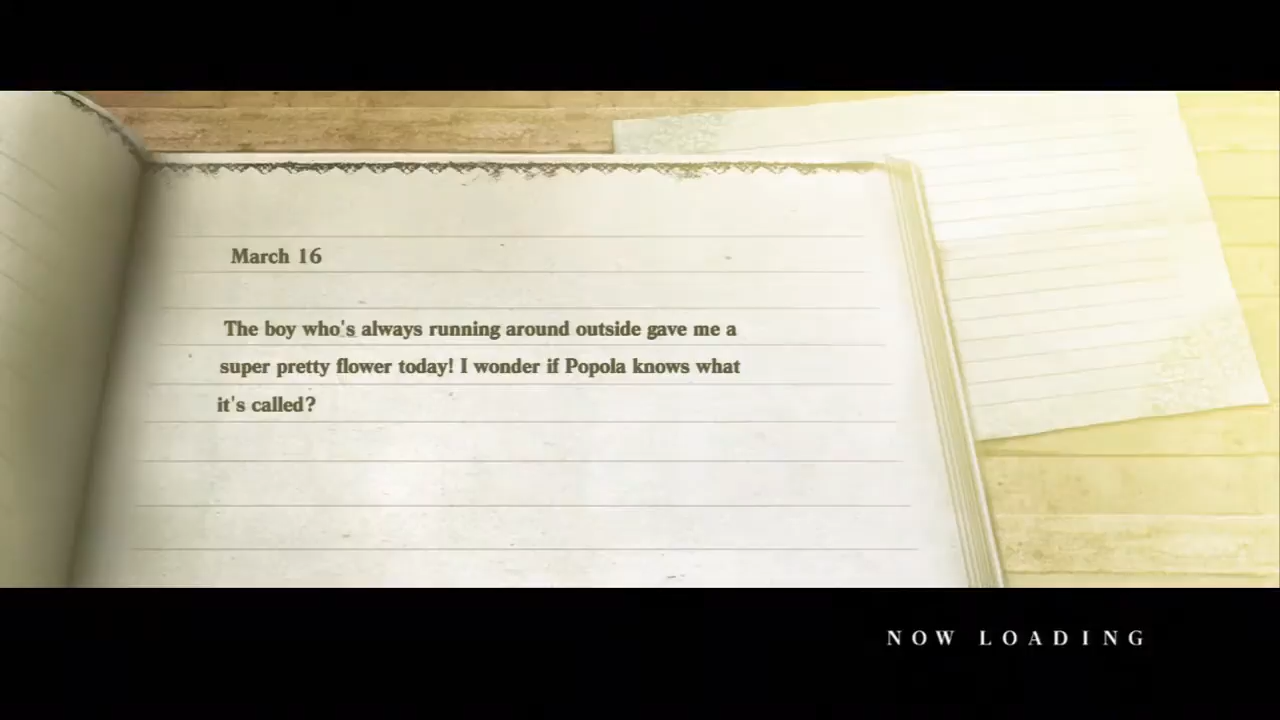 March 16
The boy who's always running around outside gave me a
super pretty flower today! I wonder if Popola knows what
it's called?
NOW LOADING